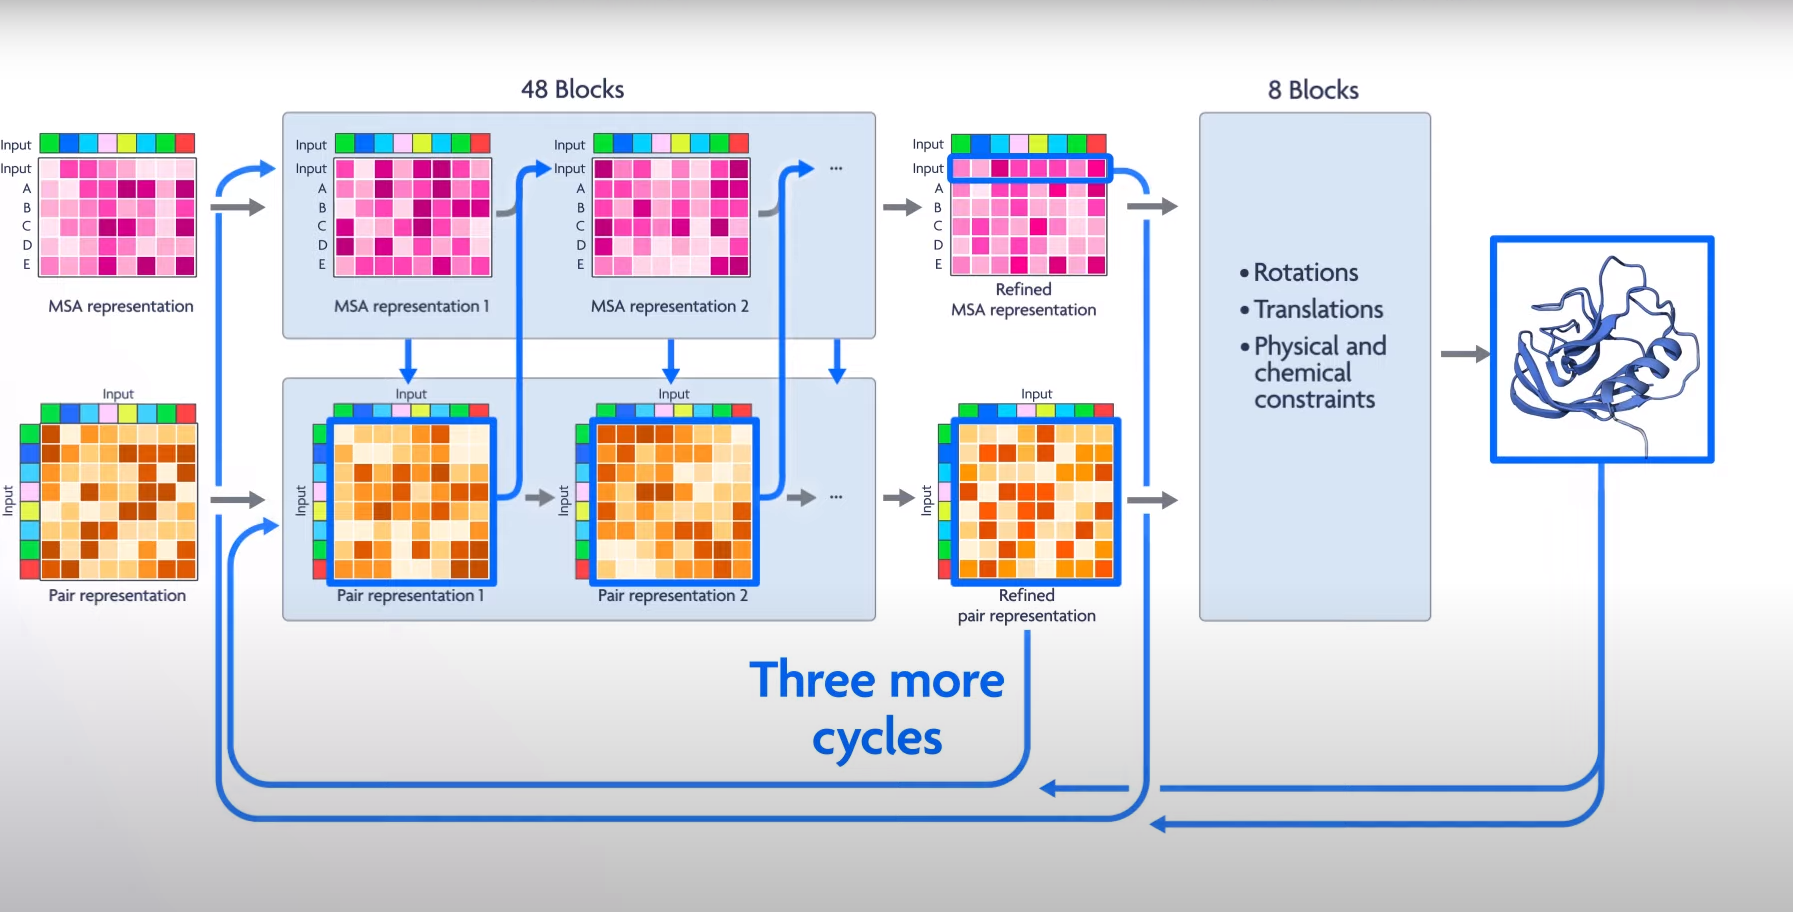 48 Blocks
8 Blocks
Input
Input
A
B
C
D
E
MSA representation
Input
Input
A
B
C
D
E
MSA representation 1
Input
Input
A
B
C
D
E
MSA representation 2
...
Input
Input
A
B
C
D
E
Refined
MSA representation
• Rotations
• Translations
• Physical and
chemical
constraints
Input
Input
Pair representation
Input
Input
Pair representation 1
Input
Input
Pair representation 2
...
Input
Input
Refined
pair representation
Three more
cycles